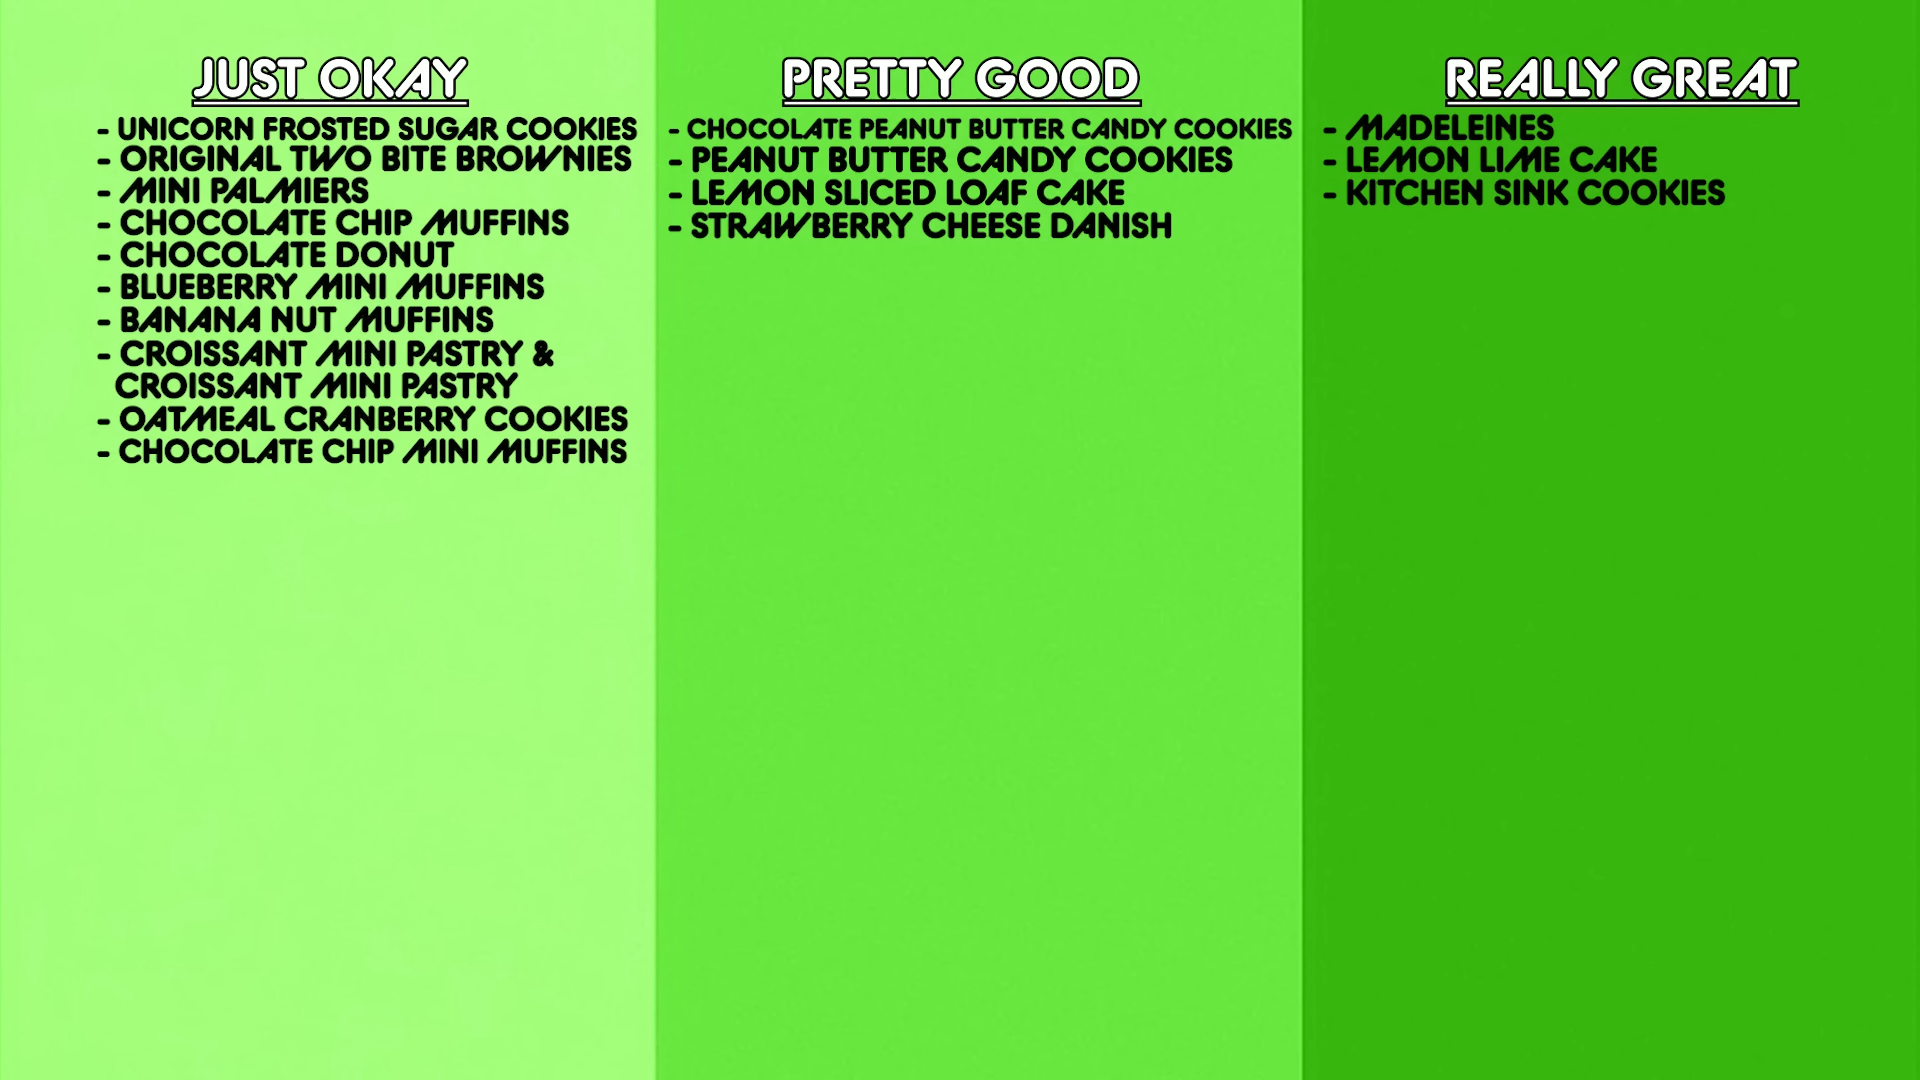 JUST OKAY
- UNICORN FROSTED SUGAR COOKIES
- ORIGINAL TWO BITE BROWNIES
- MINI PALMIERS
- CHOCOLATE CHIP MUFFINS
- CHOCOLATE DONUT
- BLUEBERRY MINI MUFFINS
- BANANA NUT MUFFINS
- CROISSANT MINI PASTRY &
CROISSANT MINI PASTRY
- OATMEAL CRANBERRY COOKIES
- CHOCOLATE CHIP MINI MUFFINS
PRETTY GOOD
- CHOCOLATE PEANUT BUTTER CANDY COOKIES
- PEANUT BUTTER CANDY COOKIES
- LEMON SLICED LOAF CAKE
- STRAWBERRY CHEESE DANISH
REALLY GREAT
- MADELEINES
- LEMON LIME CAKE
- KITCHEN SINK COOKIES